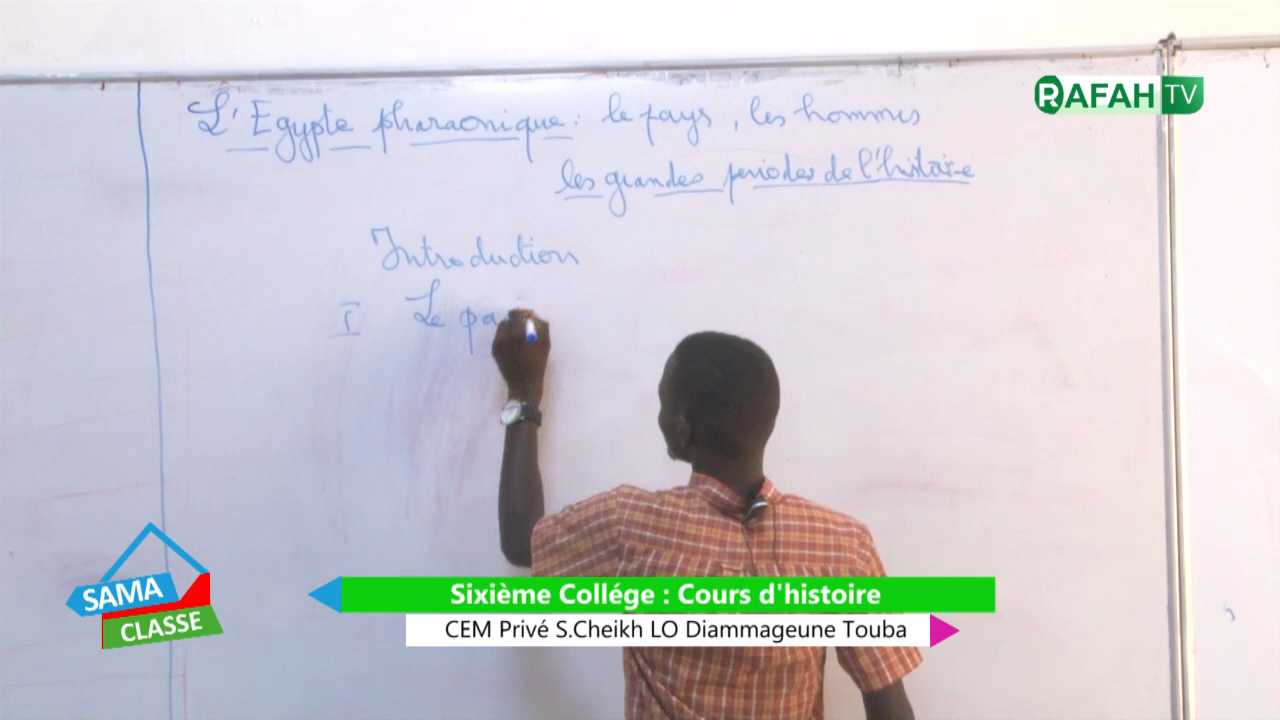 L'Egypte pharaonique : le pays, les hommes
les grandes periodes de l'histoire
Introduction
I Le pa
RAFAH TV
SAMA
CLASSE
Sixième Collége : Cours d'histoire
CEM Privé S.Cheikh LO Diammageune Touba